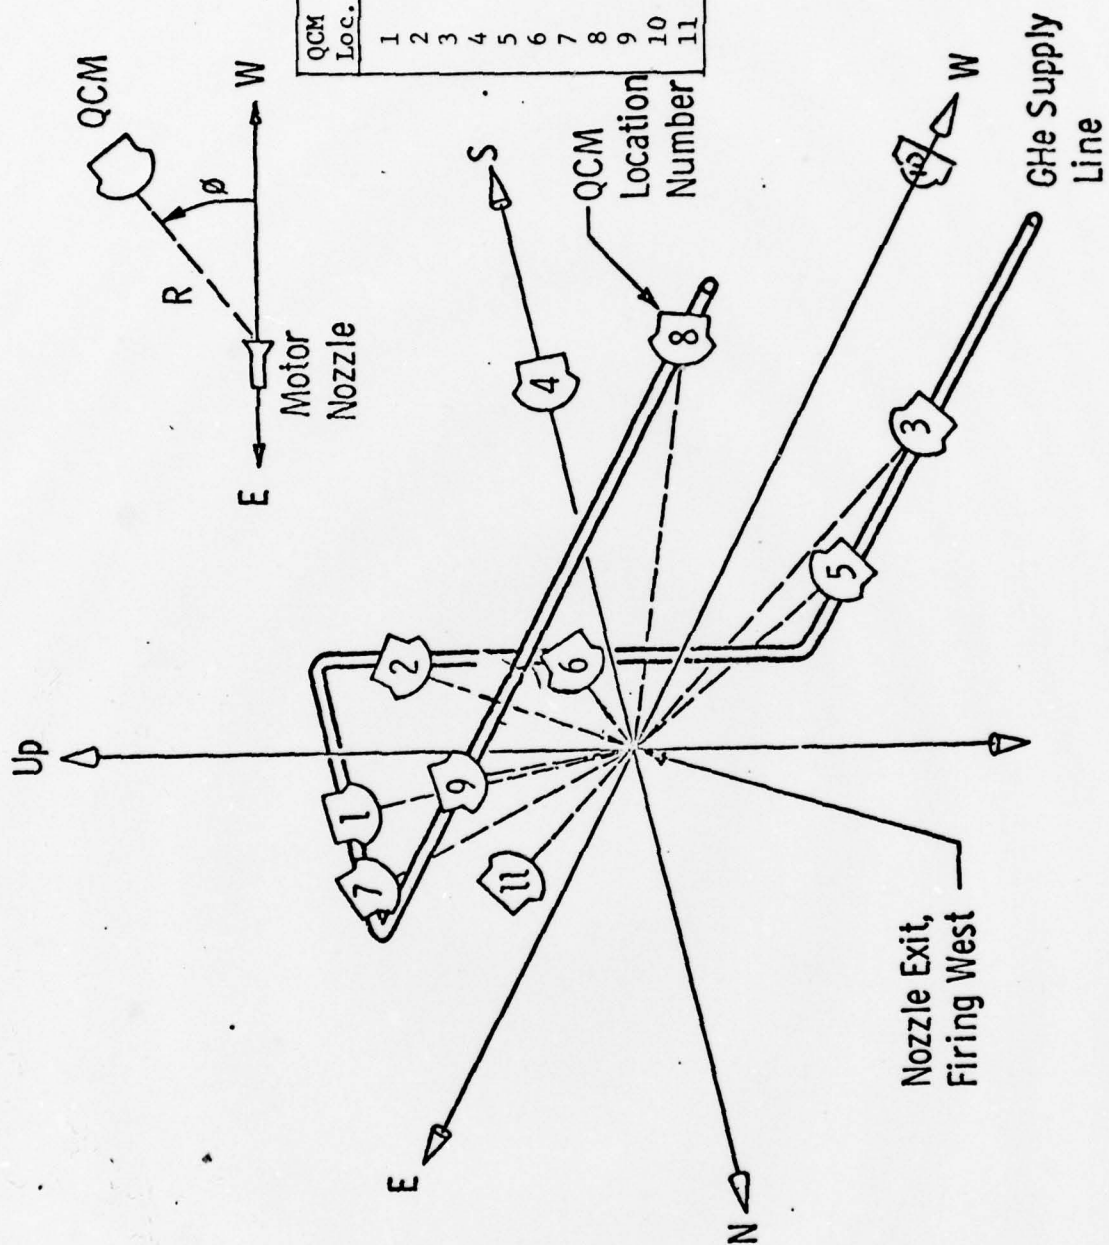 QCM
Loc.
1
2
3
4
5
6
7
8
9
10
11
QCM
W
R
ø
E
Motor
Nozzle
S
QCM
Location
Number
W
GHe Supply
Line
Up
E
N
Nozzle Exit,
Firing West
4
8
3
5
2
6
9
1
7
11
10